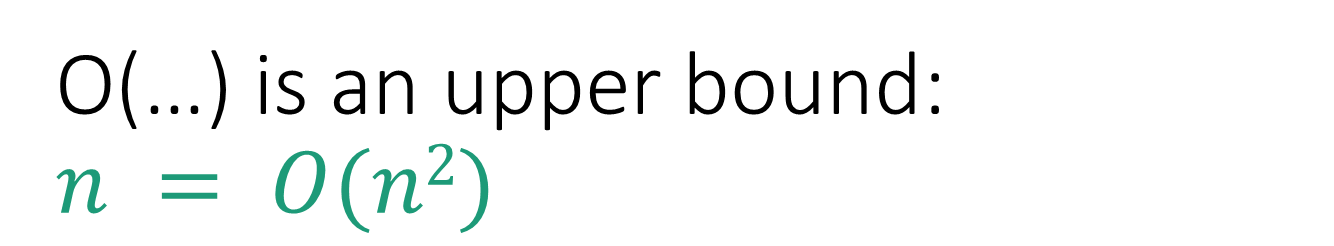 O(...) is an upper bound:
n = O(n²)